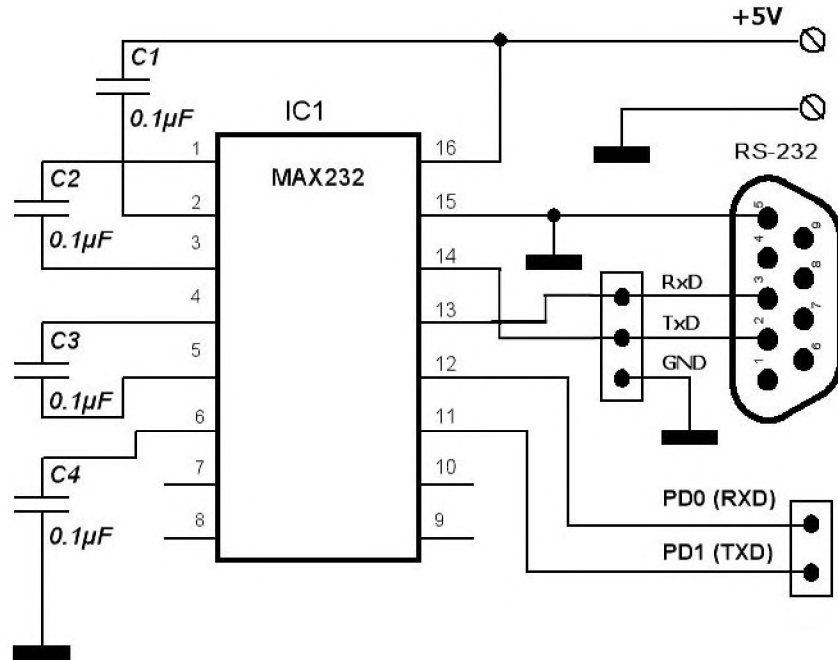 +5V
C1
0.1µF
IC1
RS-232
MAX232
1
16
C2
0.1µF
2
15
3
14
RxD
4
13
TxD
C3
0.1µF
5
12
GND
6
11
C4
0.1µF
7
10
8
9
5
9
4
8
3
7
2
6
1
PD0 (RXD)
PD1 (TXD)